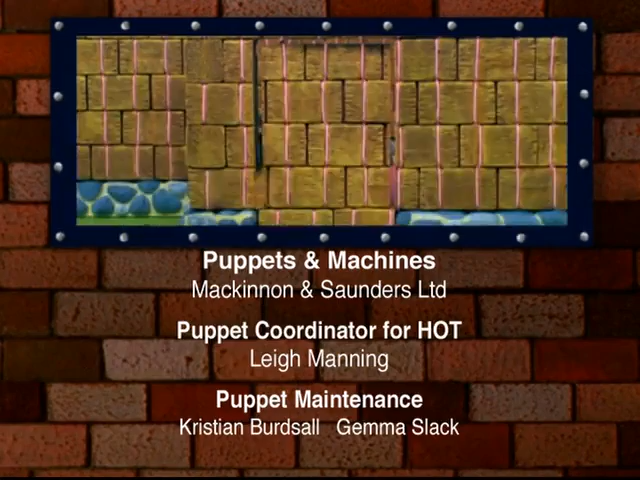 Puppets & Machines
Mackinnon & Saunders Ltd
Puppet Coordinator for HOT
Leigh Manning
Puppet Maintenance
Kristian Burdsall Gemma Slack